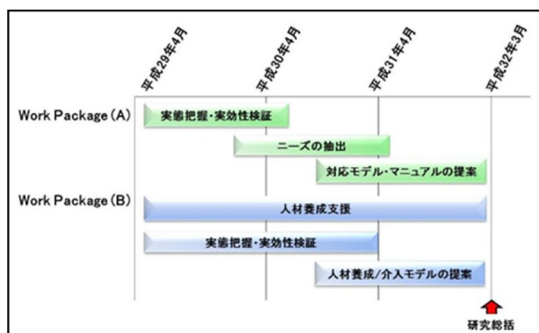 平成29年4月
平成30年4月
平成31年4月
平成32年3月
Work Package(A)
実態把握・実効性検証
ニーズの抽出
対応モデル・マニュアルの提案
Work Package(B)
人材養成支援
実態把握・実効性検証
人材養成/介入モデルの提案
研究総括